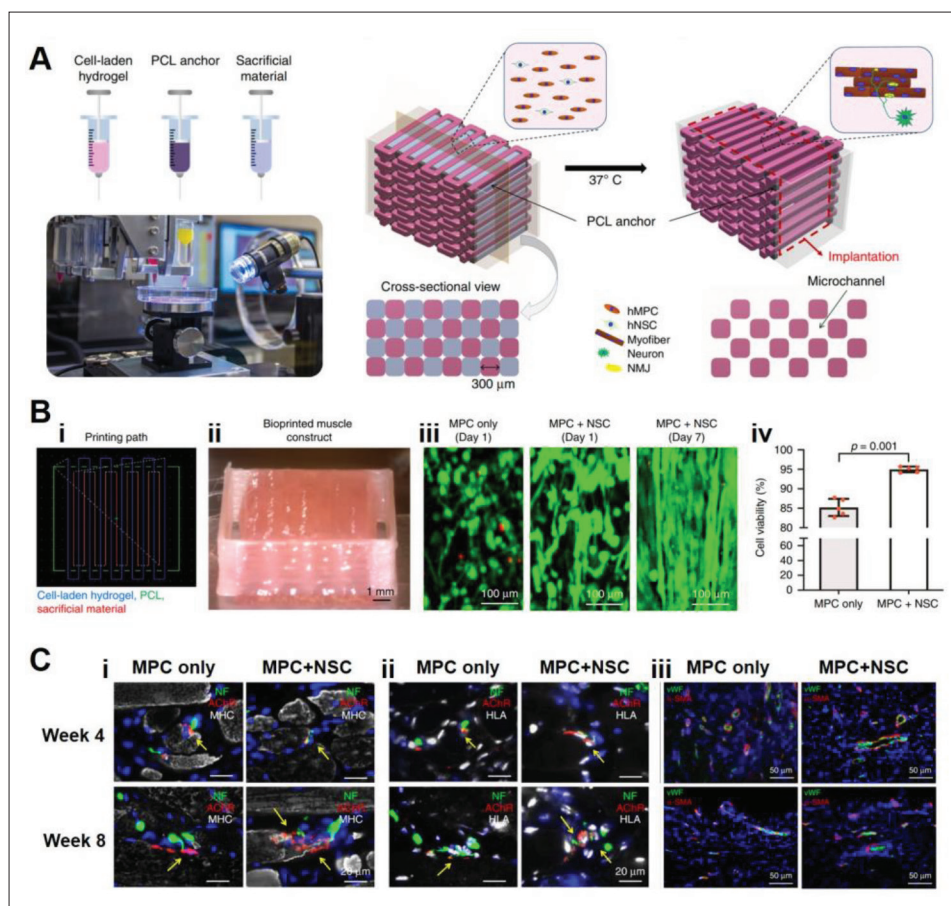 A
Cell-laden
hydrogel
PCL anchor
Sacrificial
material
37° C
PCL anchor
Implantation
Cross-sectional view
300 μm
hMPC
hNSC
Myofiber
Neuron
NMJ
Microchannel
B
i
Printing path
Cell-laden hydrogel, PCL,
sacrificial material
ii
Bioprinted muscle
construct
1 mm
iii
MPC only
(Day 1)
MPC + NSC
(Day 1)
MPC + NSC
(Day 7)
100 μm
100 μm
100 μm
iv
p = 0.001
Cell viability (%)
100
95
90
85
80
60
40
20
0
MPC only
MPC + NSC
C
i
MPC only
MPC+NSC
ii
MPC only
MPC+NSC
iii
MPC only
MPC+NSC
Week 4
NF
AChR
MHC
NF
AChR
MHC
NF
AChR
HLA
NF
AChR
HLA
vWF
α-SMA
50 μm
vWF
α-SMA
50 μm
Week 8
NF
AChR
MHC
NF
AChR
MHC
20 μm
NF
AChR
HLA
NF
AChR
HLA
20 μm
vWF
α-SMA
50 μm
vWF
α-SMA
50 μm